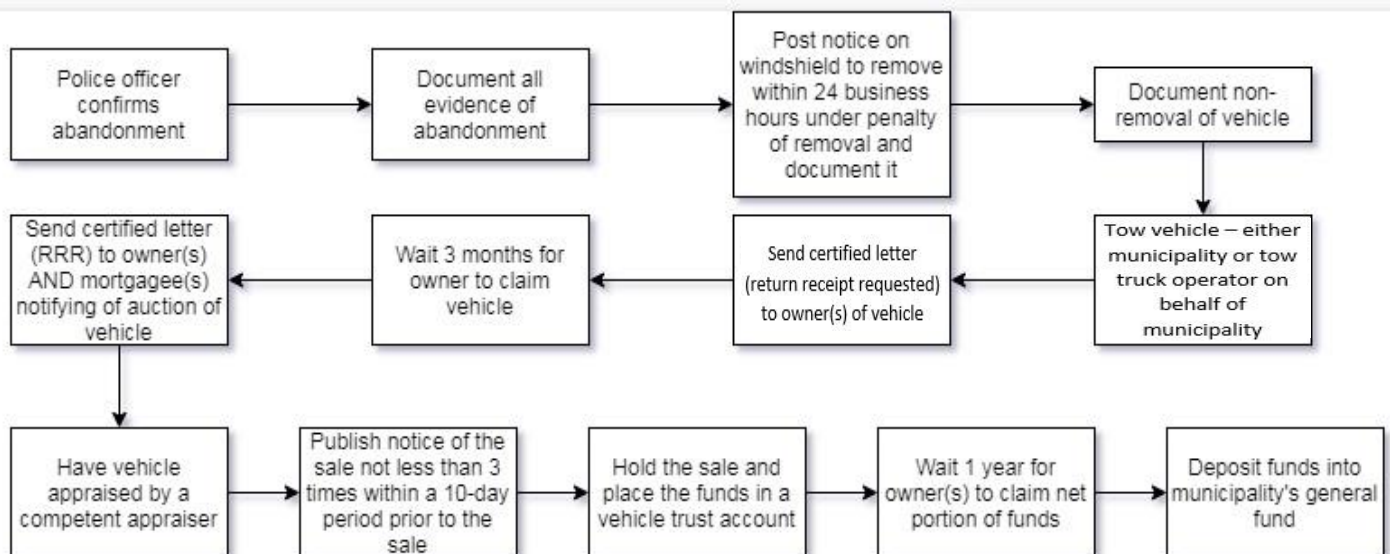 Police officer
confirms
abandonment
Document all
evidence of
abandonment
Post notice on
windshield to remove
within 24 business
hours under penalty
of removal and
document it
Document non-
removal of vehicle
Tow vehicle – either
municipality or tow
truck operator on
behalf of
municipality
Send certified letter
(return receipt requested)
to owner(s) of vehicle
Wait 3 months for
owner to claim
vehicle
Send certified letter
(RRR) to owner(s)
AND mortgagee(s)
notifying of auction of
vehicle
Have vehicle
appraised by a
competent appraiser
Publish notice of the
sale not less than 3
times within a 10-day
period prior to the
sale
Hold the sale and
place the funds in a
vehicle trust account
Wait 1 year for
owner(s) to claim net
portion of funds
Deposit funds into
municipality's general
fund